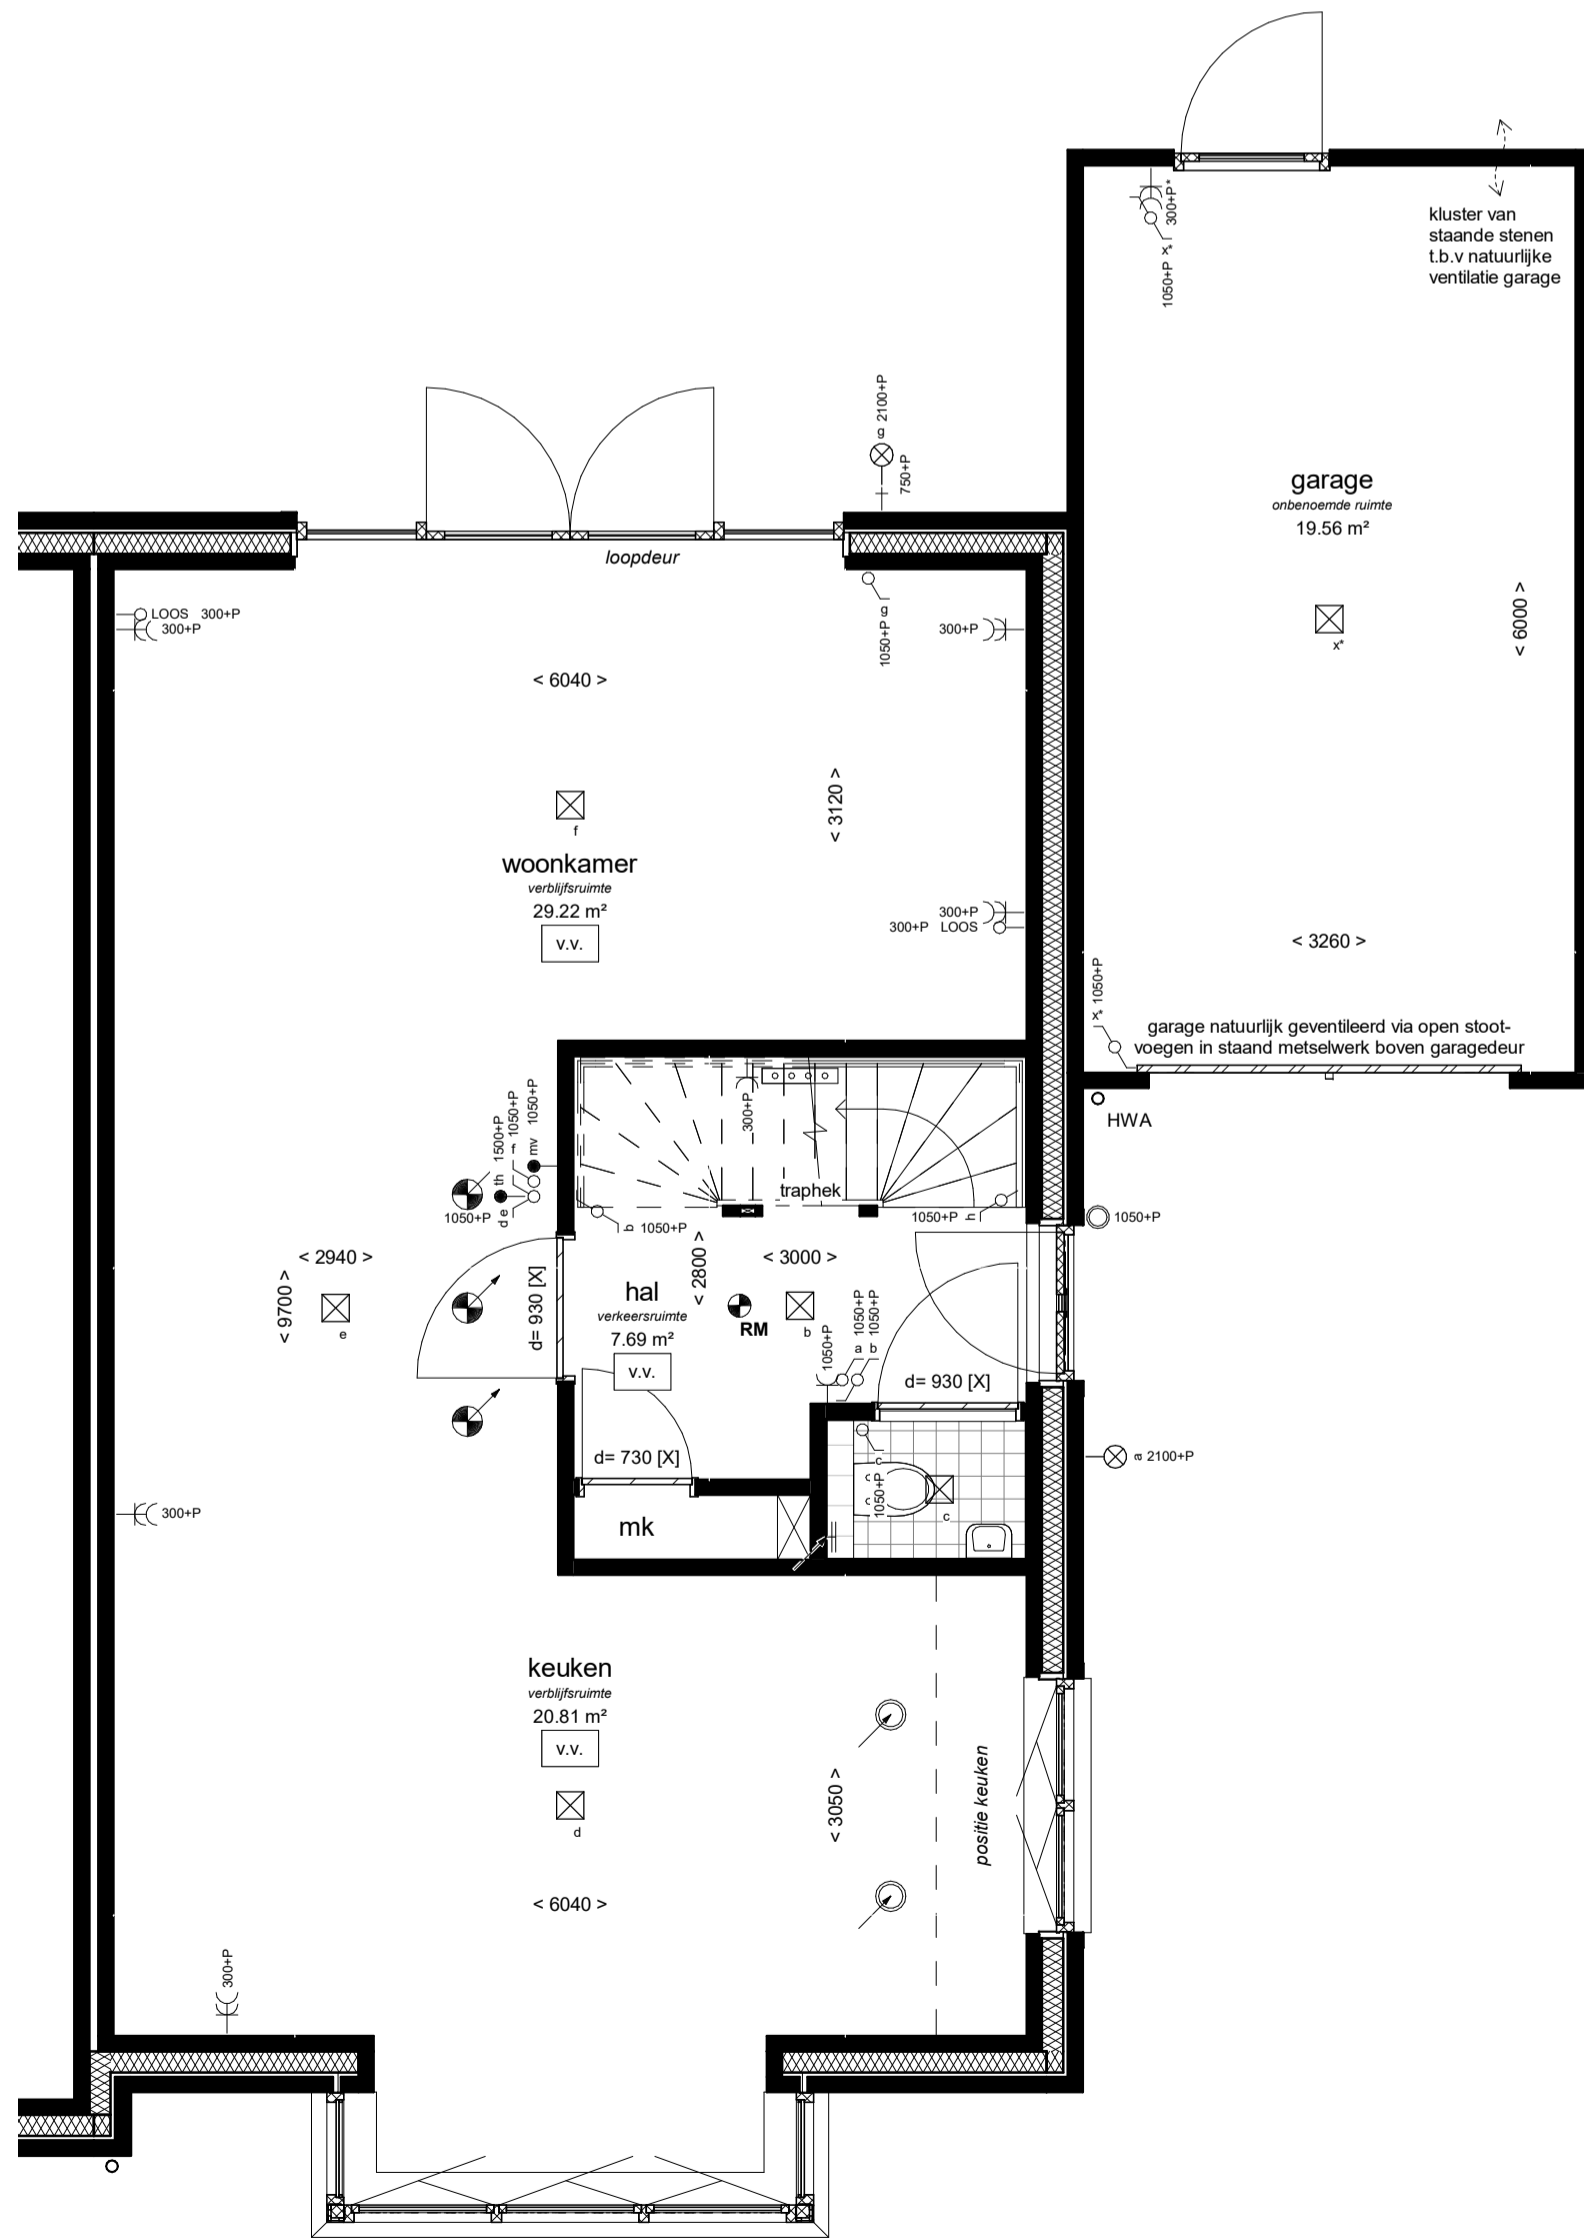 kluster van
staande stenen
t.b.v natuurlijke
ventilatie garage
300+P*
1050+P x*
garage
onbenoemde ruimte
19.56 m²
x*
< 6000 >
< 3260 >
x* 1050+P
garage natuurlijk geventileerd via open stoot-
voegen in staand metselwerk boven garagedeur
HWA
g 2100+P
750+P
loopdeur
LOOS 300+P
300+P
1050+P g
300+P
< 6040 >
< 3120 >
f
woonkamer
verblijfsruimte
29.22 m²
v.v.
300+P
300+P LOOS
mv 1050+P
f 1050+P
th 1500+P
d e
1050+P
300+P
traphek
b 1050+P
1050+P h
1050+P
< 2940 >
< 9700 >
e
d= 930 [X]
< 2800 >
< 3000 >
hal
verkeersruimte
7.69 m²
v.v.
RM
b
1050+P
a 1050+P
b 1050+P
d= 930 [X]
d= 730 [X]
mk
c
1050+P
c
a 2100+P
300+P
keuken
verblijfsruimte
20.81 m²
v.v.
d
< 3050 >
positie keuken
< 6040 >
300+P